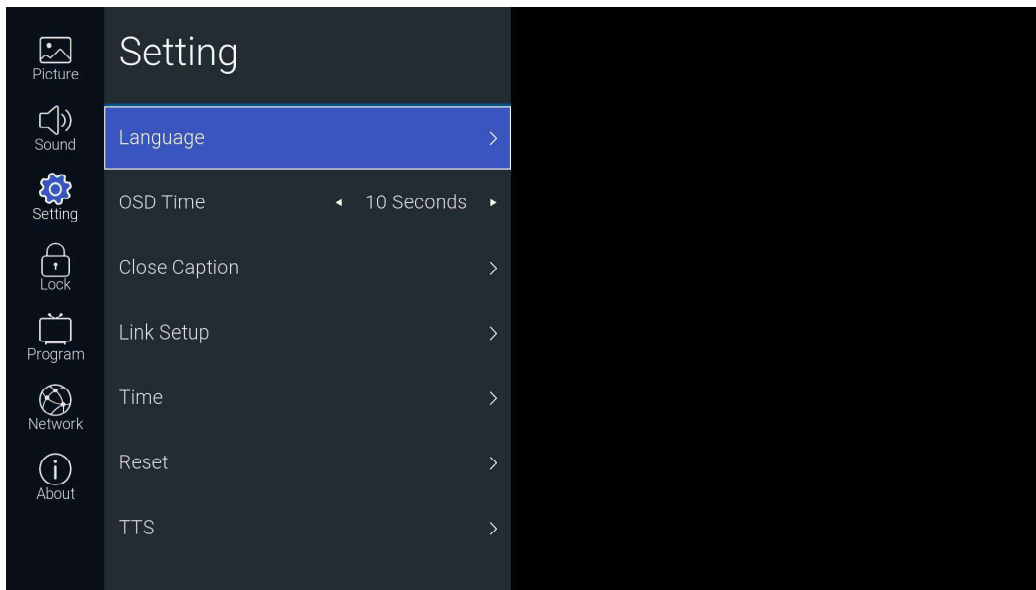 Picture
Sound
Setting
Lock
Program
Network
About
Setting
Language
OSD Time 10 Seconds
Close Caption
Link Setup
Time
Reset
TTS